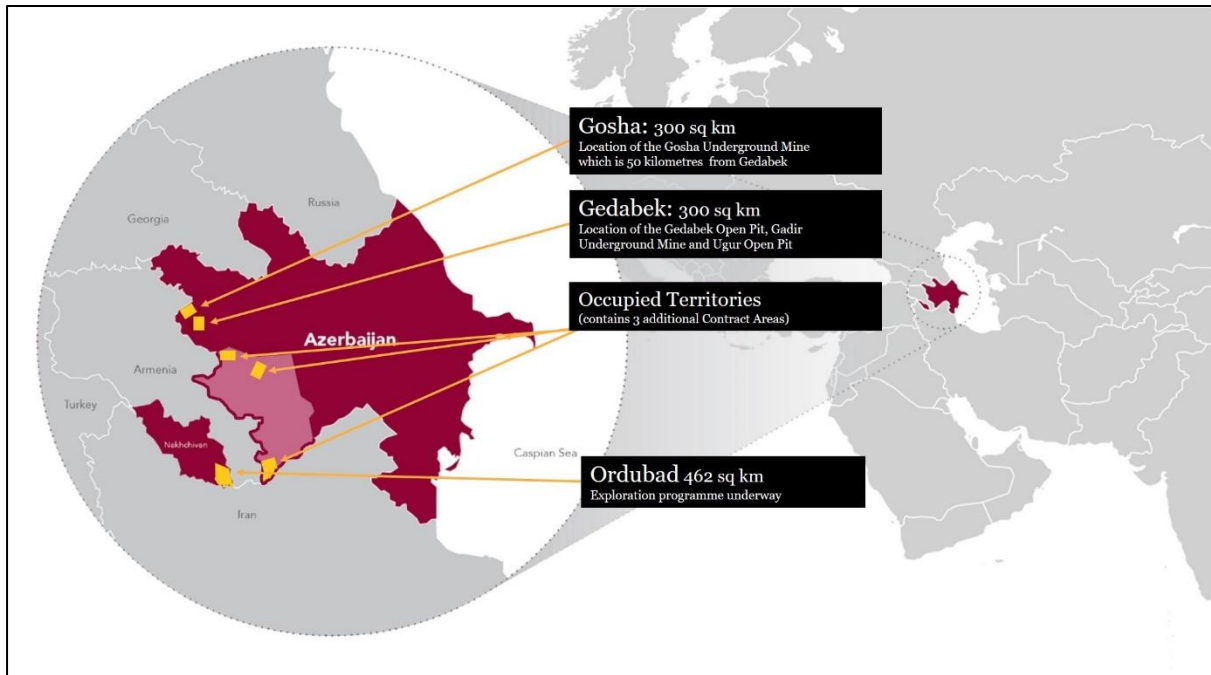 Gosha: 300 sq km
Location of the Gosha Underground Mine
which is 50 kilometres from Gedabek
Gedabek: 300 sq km
Location of the Gedabek Open Pit, Gadir
Underground Mine and Ugur Open Pit
Occupied Territories
(contains 3 additional Contract Areas)
Ordubad 462 sq km
Exploration programme underway
Russia
Georgia
Azerbaijan
Armenia
Turkey
Nakhchivan
Caspian Sea
Iran